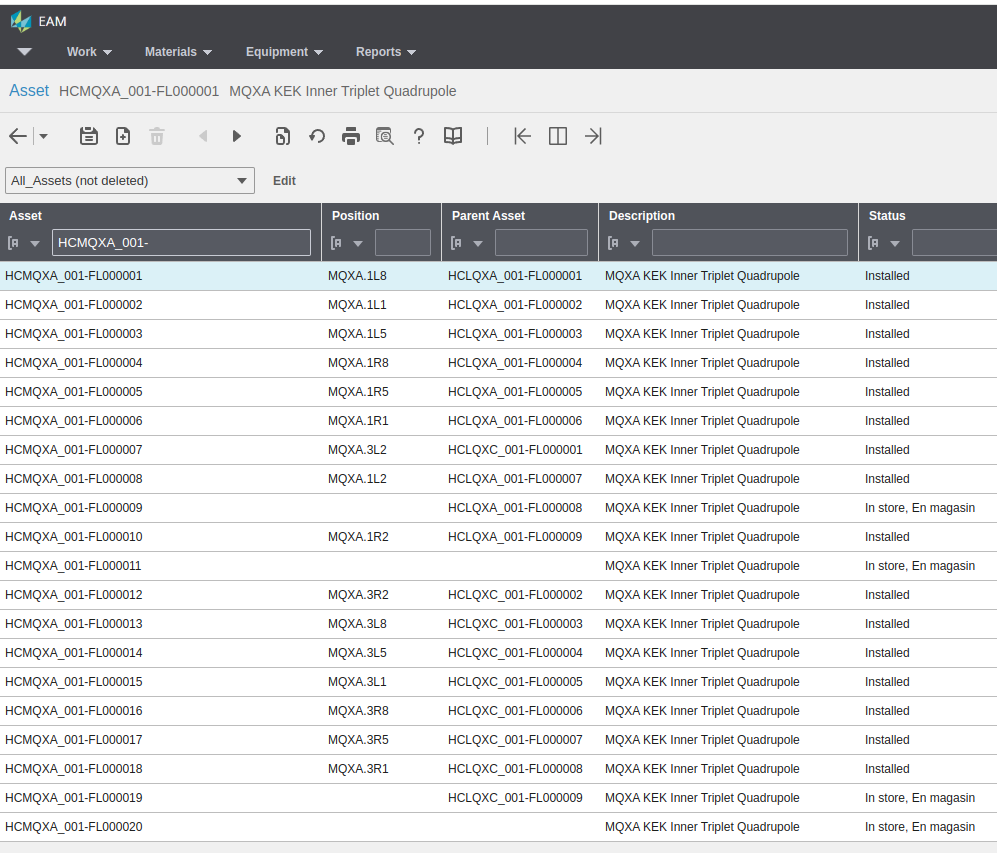 EAM
Work Materials Equipment Reports
Asset HCMQXA_001-FL000001 MQXA KEK Inner Triplet Quadrupole
?
All_Assets (not deleted) Edit
Asset Position Parent Asset Description Status
HCMQXA_001-
HCMQXA_001-FL000001 MQXA.1L8 HCLQXA_001-FL000001 MQXA KEK Inner Triplet Quadrupole Installed
HCMQXA_001-FL000002 MQXA.1L1 HCLQXA_001-FL000002 MQXA KEK Inner Triplet Quadrupole Installed
HCMQXA_001-FL000003 MQXA.1L5 HCLQXA_001-FL000003 MQXA KEK Inner Triplet Quadrupole Installed
HCMQXA_001-FL000004 MQXA.1R8 HCLQXA_001-FL000004 MQXA KEK Inner Triplet Quadrupole Installed
HCMQXA_001-FL000005 MQXA.1R5 HCLQXA_001-FL000005 MQXA KEK Inner Triplet Quadrupole Installed
HCMQXA_001-FL000006 MQXA.1R1 HCLQXA_001-FL000006 MQXA KEK Inner Triplet Quadrupole Installed
HCMQXA_001-FL000007 MQXA.3L2 HCLQXC_001-FL000001 MQXA KEK Inner Triplet Quadrupole Installed
HCMQXA_001-FL000008 MQXA.1L2 HCLQXA_001-FL000007 MQXA KEK Inner Triplet Quadrupole Installed
HCMQXA_001-FL000009 HCLQXA_001-FL000008 MQXA KEK Inner Triplet Quadrupole In store, En magasin
HCMQXA_001-FL000010 MQXA.1R2 HCLQXA_001-FL000009 MQXA KEK Inner Triplet Quadrupole Installed
HCMQXA_001-FL000011 MQXA KEK Inner Triplet Quadrupole In store, En magasin
HCMQXA_001-FL000012 MQXA.3R2 HCLQXC_001-FL000002 MQXA KEK Inner Triplet Quadrupole Installed
HCMQXA_001-FL000013 MQXA.3L8 HCLQXC_001-FL000003 MQXA KEK Inner Triplet Quadrupole Installed
HCMQXA_001-FL000014 MQXA.3L5 HCLQXC_001-FL000004 MQXA KEK Inner Triplet Quadrupole Installed
HCMQXA_001-FL000015 MQXA.3L1 HCLQXC_001-FL000005 MQXA KEK Inner Triplet Quadrupole Installed
HCMQXA_001-FL000016 MQXA.3R8 HCLQXC_001-FL000006 MQXA KEK Inner Triplet Quadrupole Installed
HCMQXA_001-FL000017 MQXA.3R5 HCLQXC_001-FL000007 MQXA KEK Inner Triplet Quadrupole Installed
HCMQXA_001-FL000018 MQXA.3R1 HCLQXC_001-FL000008 MQXA KEK Inner Triplet Quadrupole Installed
HCMQXA_001-FL000019 HCLQXC_001-FL000009 MQXA KEK Inner Triplet Quadrupole In store, En magasin
HCMQXA_001-FL000020 MQXA KEK Inner Triplet Quadrupole In store, En magasin